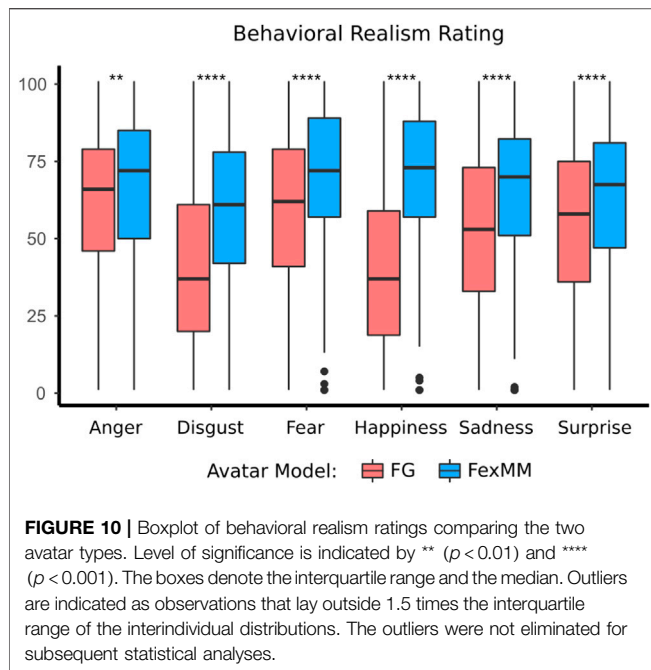 Behavioral Realism Rating
** **** **** **** **** ****
100
75
50
25
0
Anger Disgust Fear Happiness Sadness Surprise
Avatar Model: FG FexMM
FIGURE 10 | Boxplot of behavioral realism ratings comparing the two
avatar types. Level of significance is indicated by ** (p < 0.01) and ****
(p < 0.001). The boxes denote the interquartile range and the median. Outliers
are indicated as observations that lay outside 1.5 times the interquartile
range of the interindividual distributions. The outliers were not eliminated for
subsequent statistical analyses.